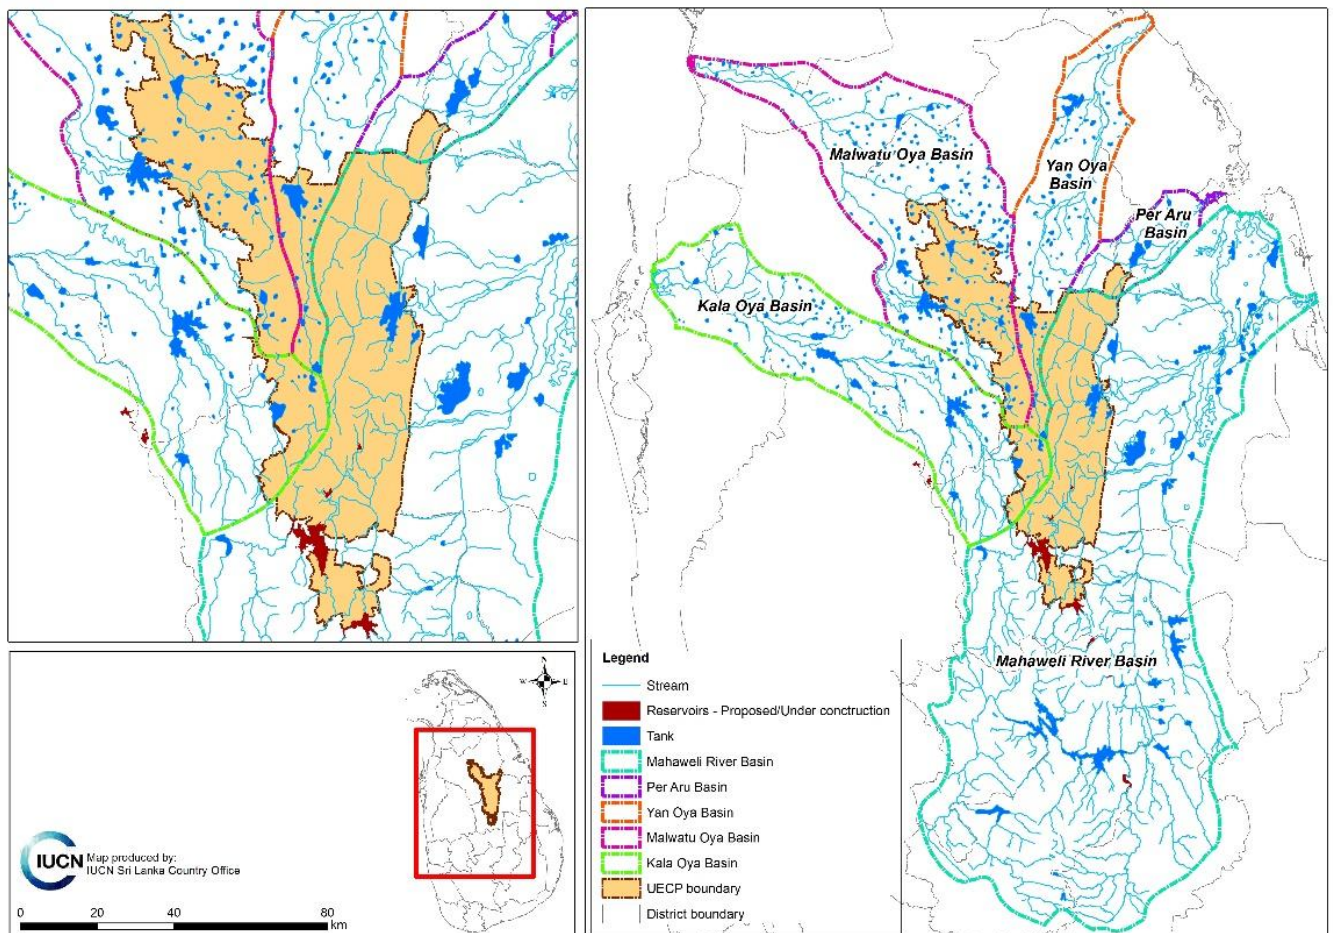 Malwatu Oya Basin
Yan Oya
Basin
Per Aru
Basin
Kala Oya Basin
Mahaweli River Basin
Legend
Stream
Reservoirs - Proposed/Under conctruction
Tank
Mahaweli River Basin
Per Aru Basin
Yan Oya Basin
Malwatu Oya Basin
Kala Oya Basin
UECP boundary
District boundary
N
W E
S
IUCN
Map produced by:
IUCN Sri Lanka Country Office
0 20 40 80
km